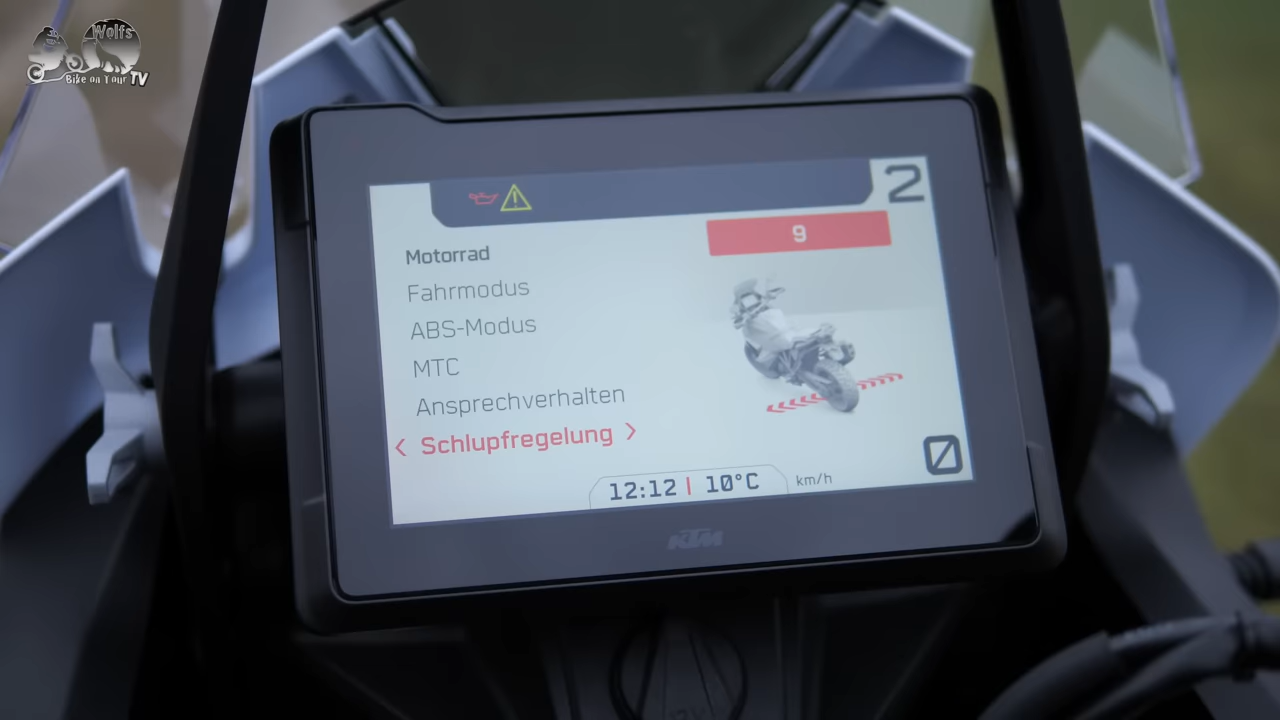 Wolfs
Bike on Tour TV
2
9
Motorrad
Fahrmodus
ABS-Modus
MTC
Ansprechverhalten
< Schlupfregelung >
0
12:12 | 10°C km/h
KTM